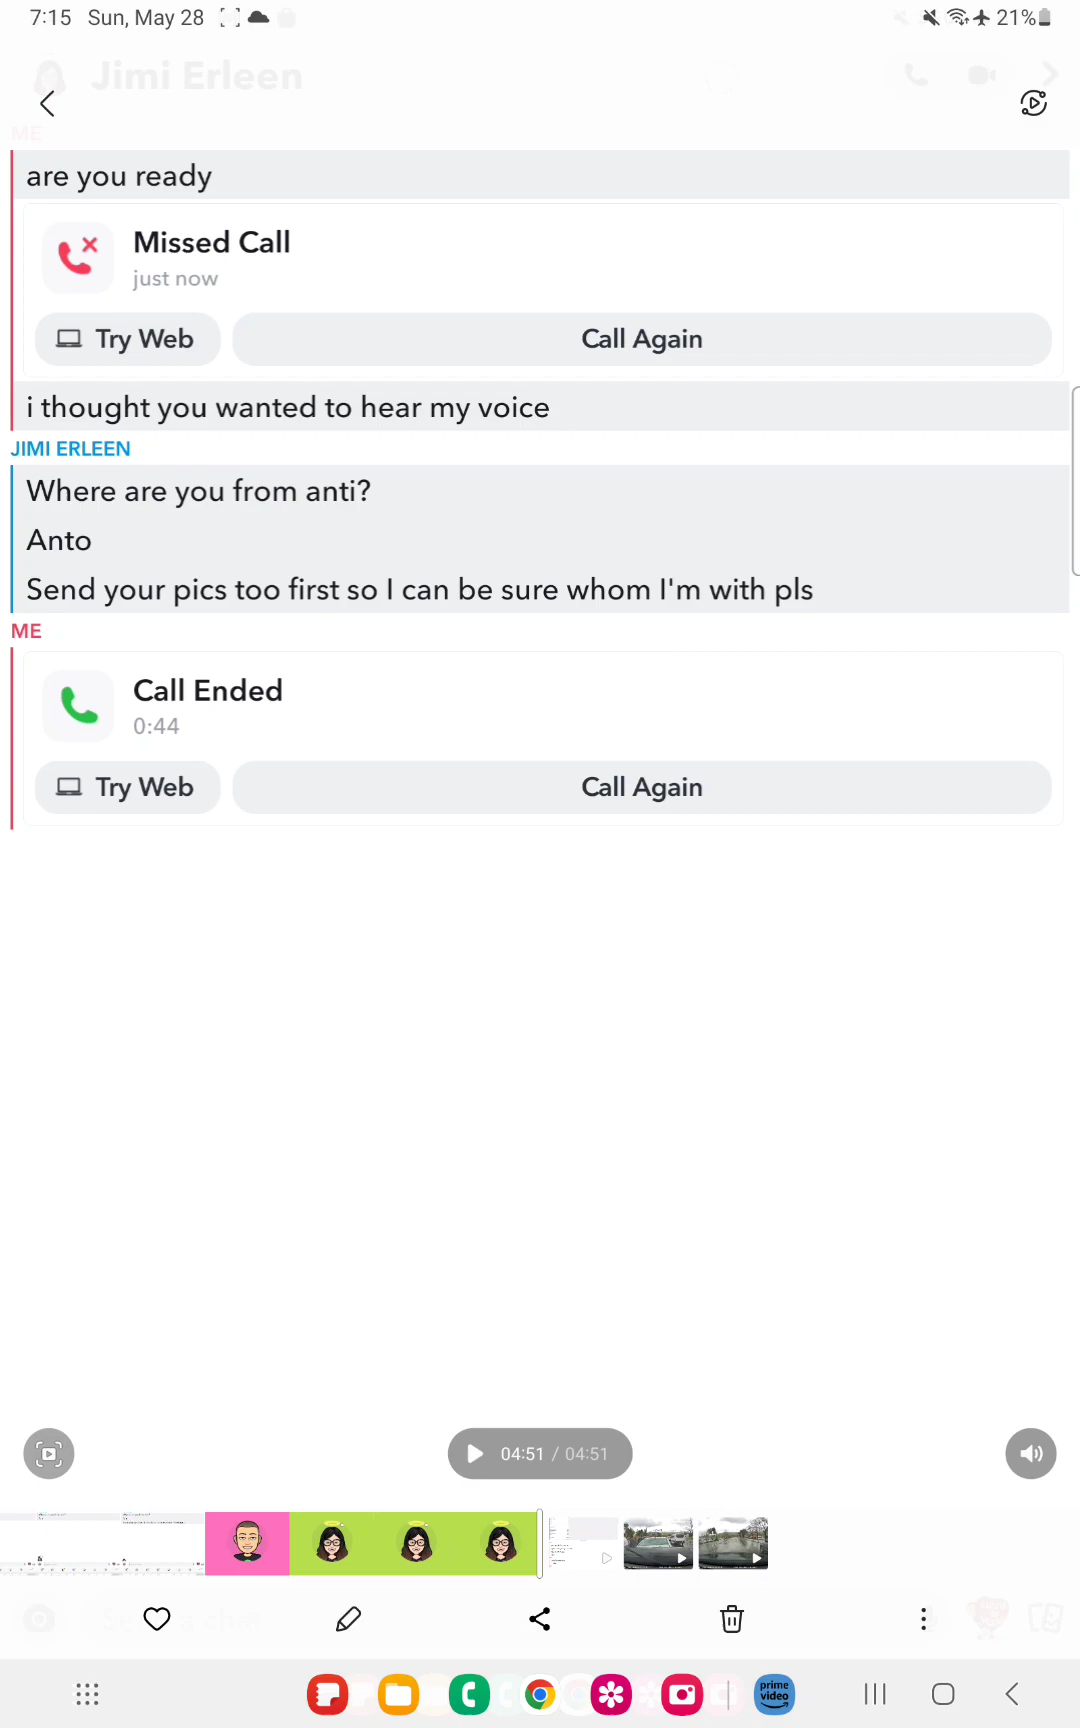 7:15 Sun, May 28 21%
Jimi Erleen
ME
are you ready
Missed Call
just now
Try Web Call Again
i thought you wanted to hear my voice
JIMI ERLEEN
Where are you from anti?
Anto
Send your pics too first so I can be sure whom I'm with pls
ME
Call Ended
0:44
Try Web Call Again
04:51 / 04:51
prime
video